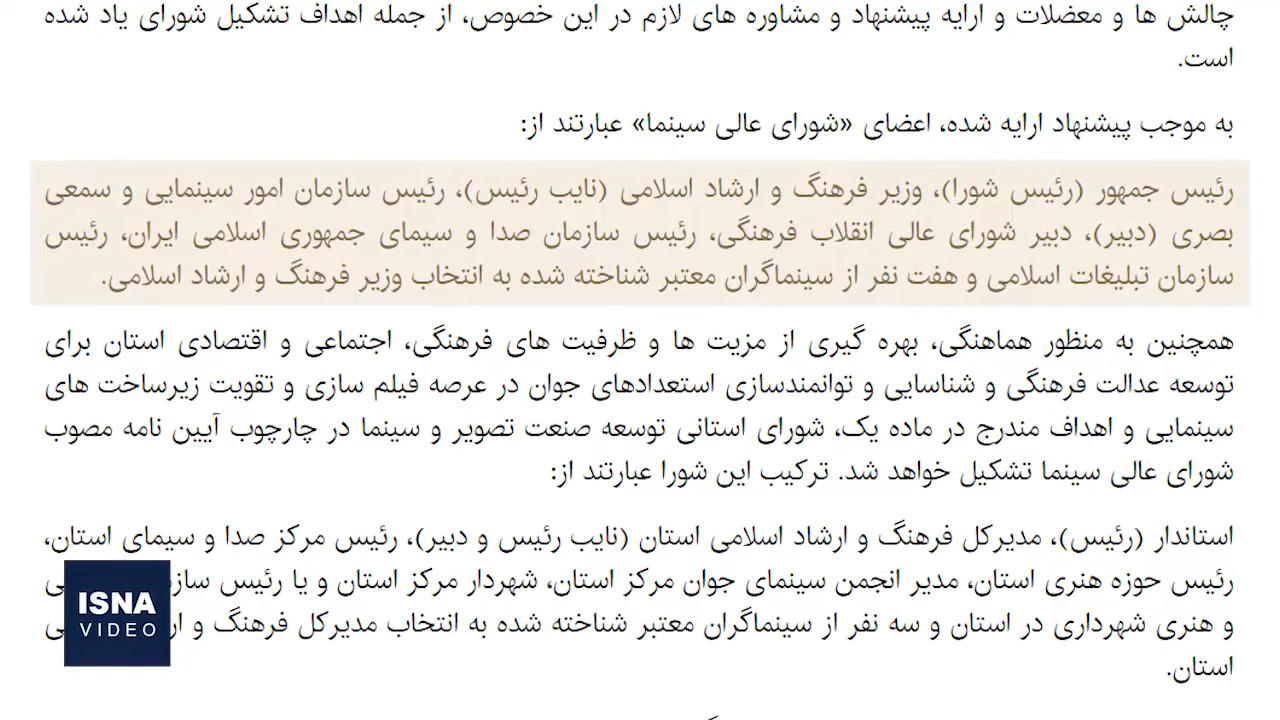 چالش ها و معضلات و ارایه پیشنهاد و مشاوره های لازم در این خصوص، از جمله اهداف تشکیل شورای یاد شده
است.
به موجب پیشنهاد ارایه شده، اعضای «شورای عالی سینما» عبارتند از:
رئیس جمهور (رئیس شورا)، وزیر فرهنگ و ارشاد اسلامی (نایب رئیس)، رئیس سازمان امور سینمایی و سمعی
بصری (دبیر)، دبیر شورای عالی انقلاب فرهنگی، رئیس سازمان صدا و سیمای جمهوری اسلامی ایران، رئیس
سازمان تبلیغات اسلامی و هفت نفر از سینماگران معتبر شناخته شده به انتخاب وزیر فرهنگ و ارشاد اسلامی.
همچنین به منظور هماهنگی، بهره گیری از مزیت ها و ظرفیت های فرهنگی، اجتماعی و اقتصادی استان برای
توسعه عدالت فرهنگی و شناسایی و توانمندسازی استعدادهای جوان در عرصه فیلم سازی و تقویت زیرساخت های
سینمایی و اهداف مندرج در ماده یک، شورای استانی توسعه صنعت تصویر و سینما در چارچوب آیین نامه مصوب
شورای عالی سینما تشکیل خواهد شد. ترکیب این شورا عبارتند از:
استاندار (رئیس)، مدیرکل فرهنگ و ارشاد اسلامی استان (نایب رئیس و دبیر)، رئیس مرکز صدا و سیمای استان،
رئیس حوزه هنری استان، مدیر انجمن سینمای جوان مرکز استان، شهردار مرکز استان و یا رئیس
و هنری شهرداری در استان و سه نفر از سینماگران معتبر شناخته شده به انتخاب مدیرکل فرهنگ و
استان.
ISNA
VIDEO